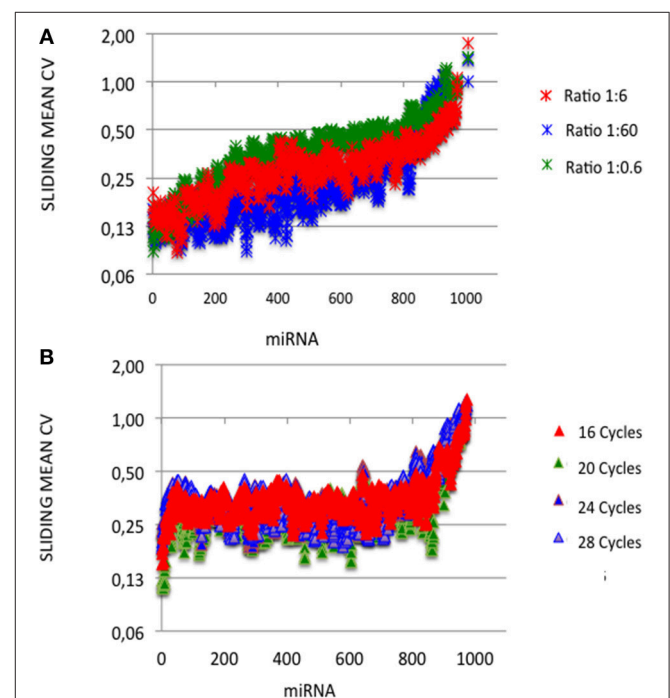 A
SLIDING MEAN CV
2,00
1,00
0,50
0,25
0,13
0,06
0 200 400 600 800 1000
miRNA
Ratio 1:6
Ratio 1:60
Ratio 1:0.6
B
SLIDING MEAN CV
2,00
1,00
0,50
0,25
0,13
0,06
0 200 400 600 800 1000
miRNA
16 Cycles
20 Cycles
24 Cycles
28 Cycles